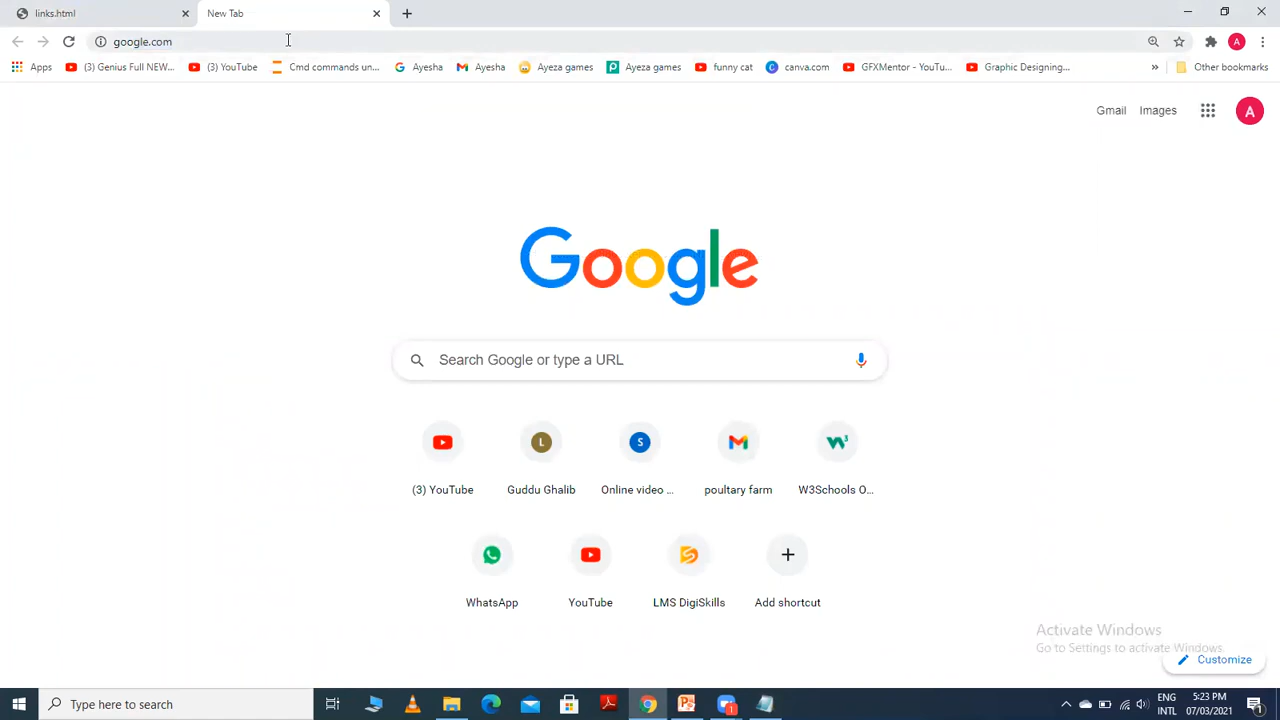 links.html
New Tab
google.com
Apps
(3) Genius Full NEW...
(3) YouTube
Cmd commands un...
Ayesha
Ayesha
Ayeza games
Ayeza games
funny cat
canva.com
GFXMentor - YouTu...
Graphic Designing...
»
Other bookmarks
A
Gmail
Images
A
Google
Search Google or type a URL
L
S
(3) YouTube
Guddu Ghalib
Online video ...
poultary farm
W3Schools O...
WhatsApp
YouTube
LMS DigiSkills
Add shortcut
Activate Windows
Go to Settings to activate Windows.
Customize
Type here to search
ENG
INTL
5:23 PM
07/03/2021